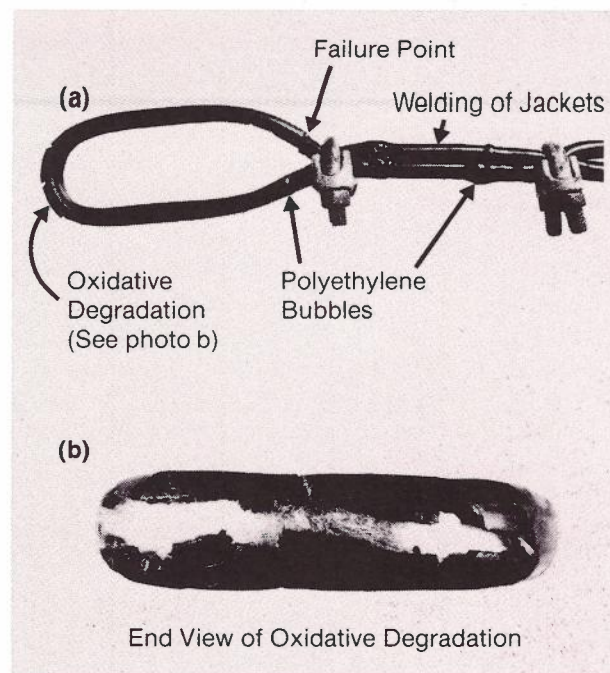 Failure Point
(a)
Welding of Jackets
Oxidative
Degradation
(See photo b)
Polyethylene
Bubbles
(b)
End View of Oxidative Degradation